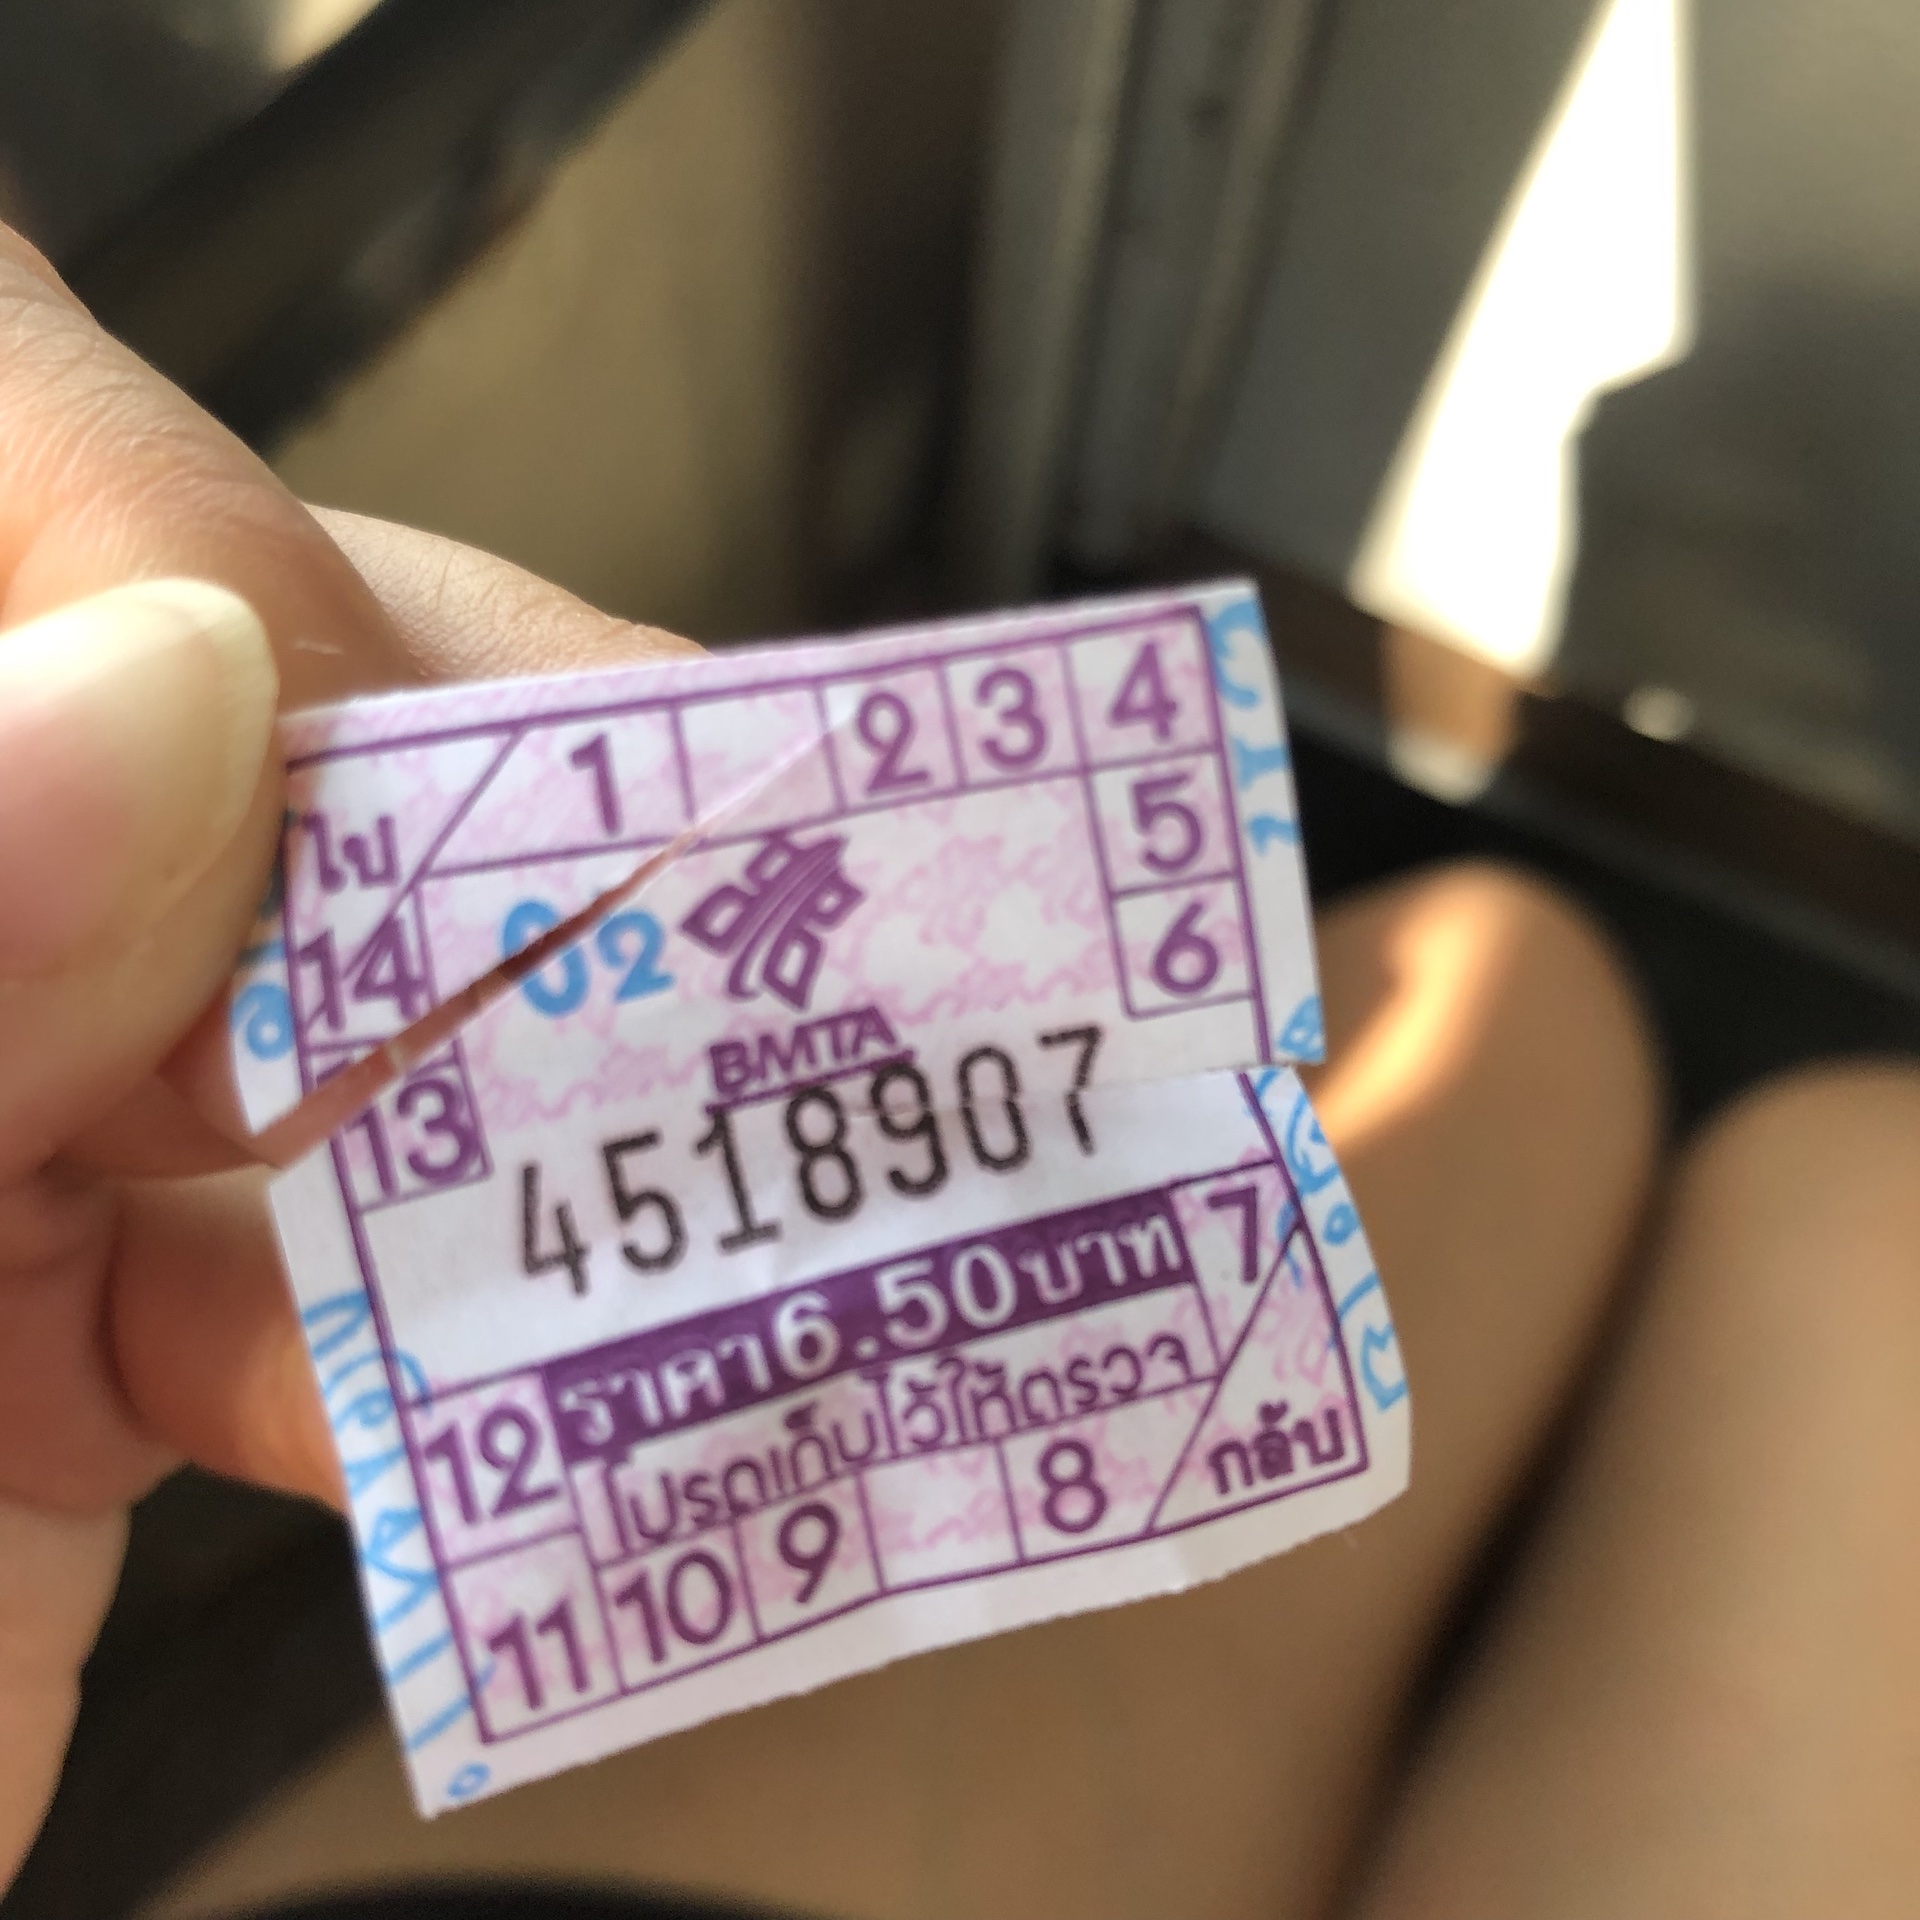 ไป 1 2 3 4
14 02 5
BMTA 6
13
4518907
ราคา 6.50 บาท 7
12 โปรดเก็บไว้ให้ตรวจ
11 10 9 8 กลับ